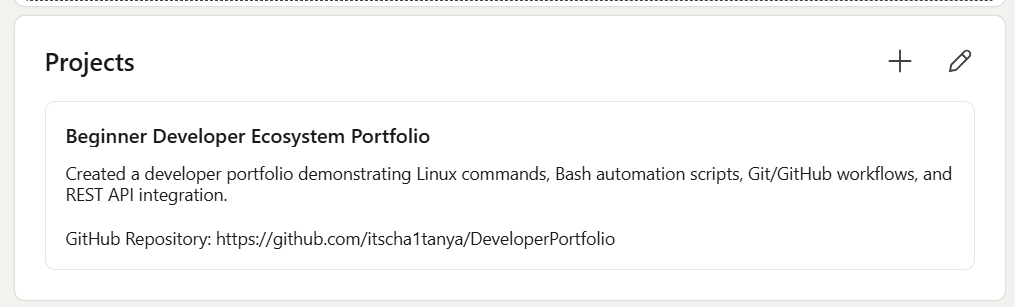 Projects
Beginner Developer Ecosystem Portfolio
Created a developer portfolio demonstrating Linux commands, Bash automation scripts, Git/GitHub workflows, and
REST API integration.
GitHub Repository: https://github.com/itscha1tanya/DeveloperPortfolio